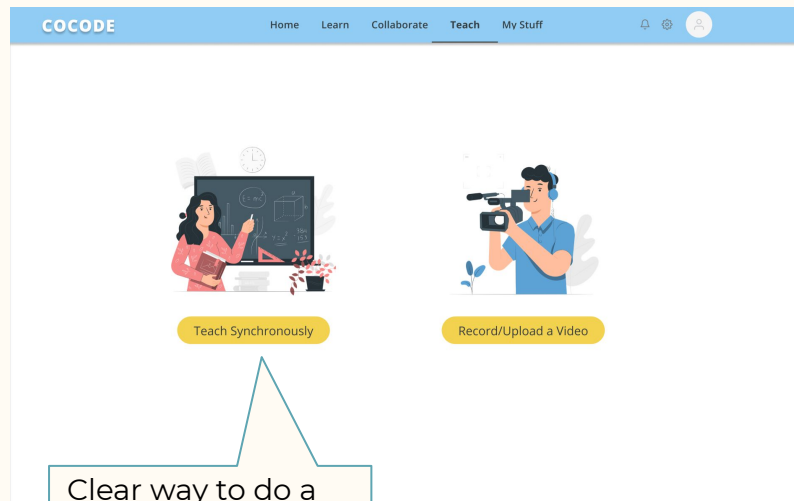 COCODE Home Learn Collaborate Teach My Stuff
Teach Synchronously Record/Upload a Video
Clear way to do a